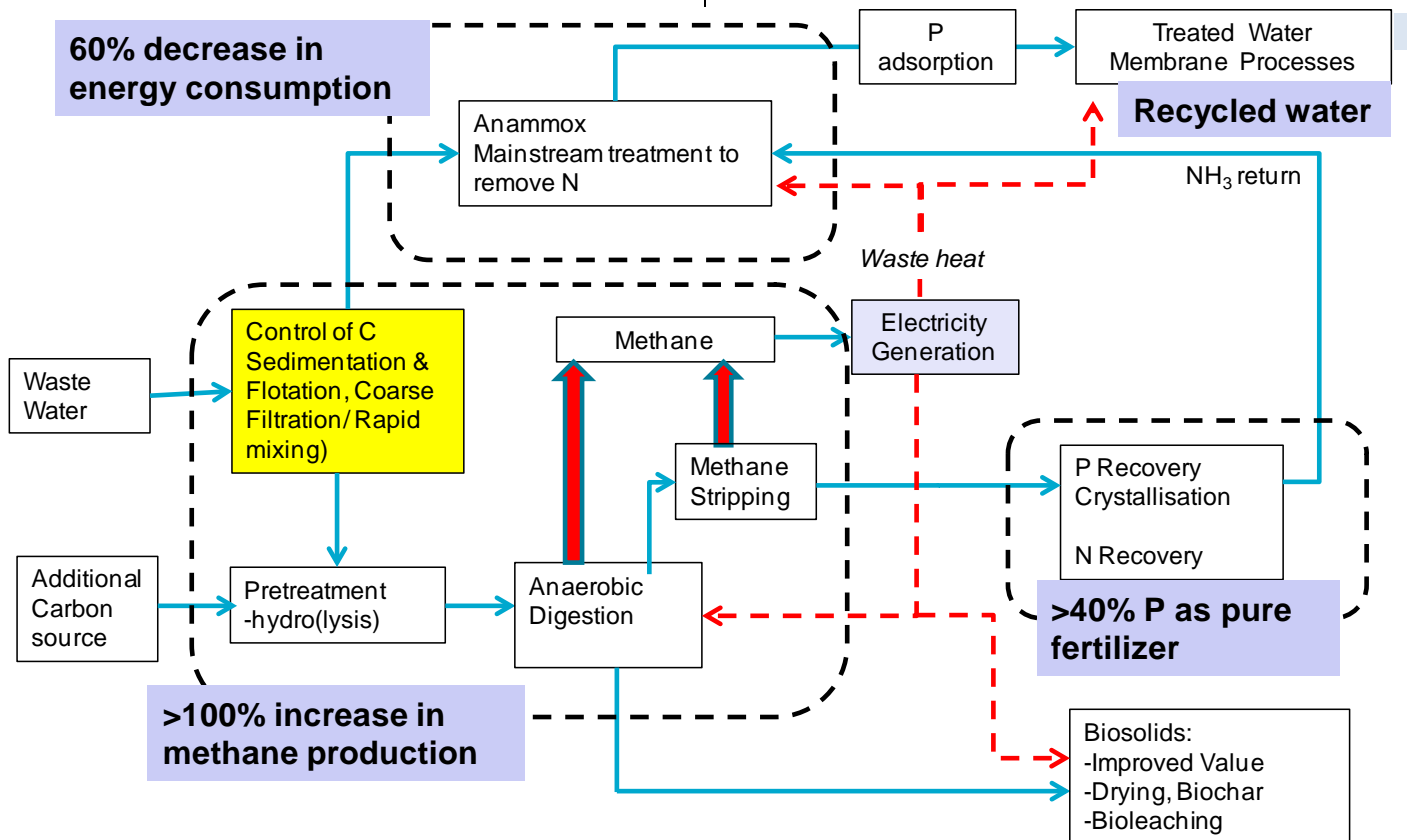 60% decrease in
energy consumption
P
adsorption
Treated Water
Membrane Processes
Recycled water
Anammox
Mainstream treatment to
remove N
NH₃ return
Waste heat
Control of C
Sedimentation &
Flotation, Coarse
Filtration/ Rapid
mixing)
Methane
Electricity
Generation
Waste
Water
Methane
Stripping
P Recovery
Crystallisation
N Recovery
Additional
Carbon
source
Pretreatment
-hydro(lysis)
Anaerobic
Digestion
>40% P as pure
fertilizer
>100% increase in
methane production
Biosolids:
-Improved Value
-Drying, Biochar
-Bioleaching